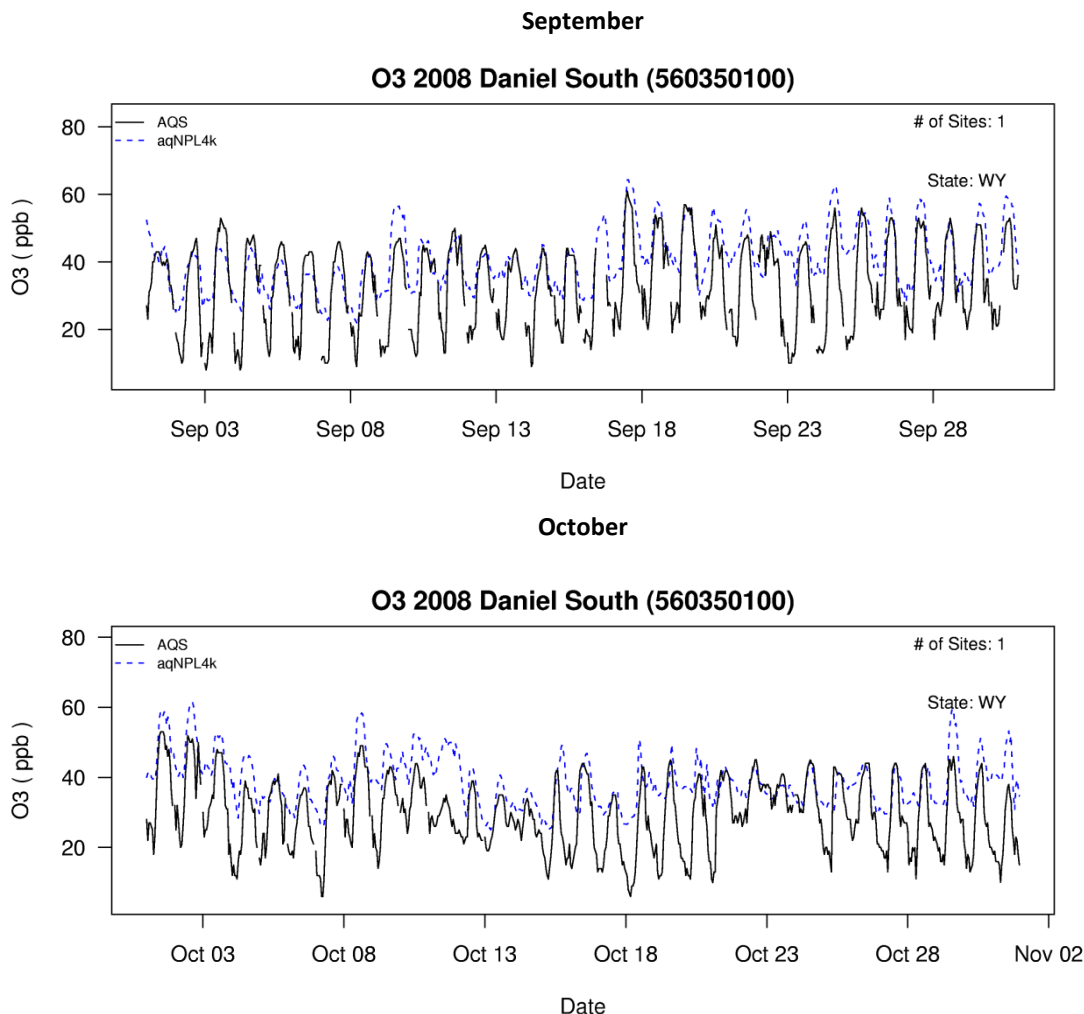 September
O3 2008 Daniel South (560350100)
AQS
aqNPL4k
# of Sites: 1
State: WY
80
60
40
20
O3 ( ppb )
Sep 03 Sep 08 Sep 13 Sep 18 Sep 23 Sep 28
Date
October
O3 2008 Daniel South (560350100)
AQS
aqNPL4k
# of Sites: 1
State: WY
80
60
40
20
O3 ( ppb )
Oct 03 Oct 08 Oct 13 Oct 18 Oct 23 Oct 28 Nov 02
Date